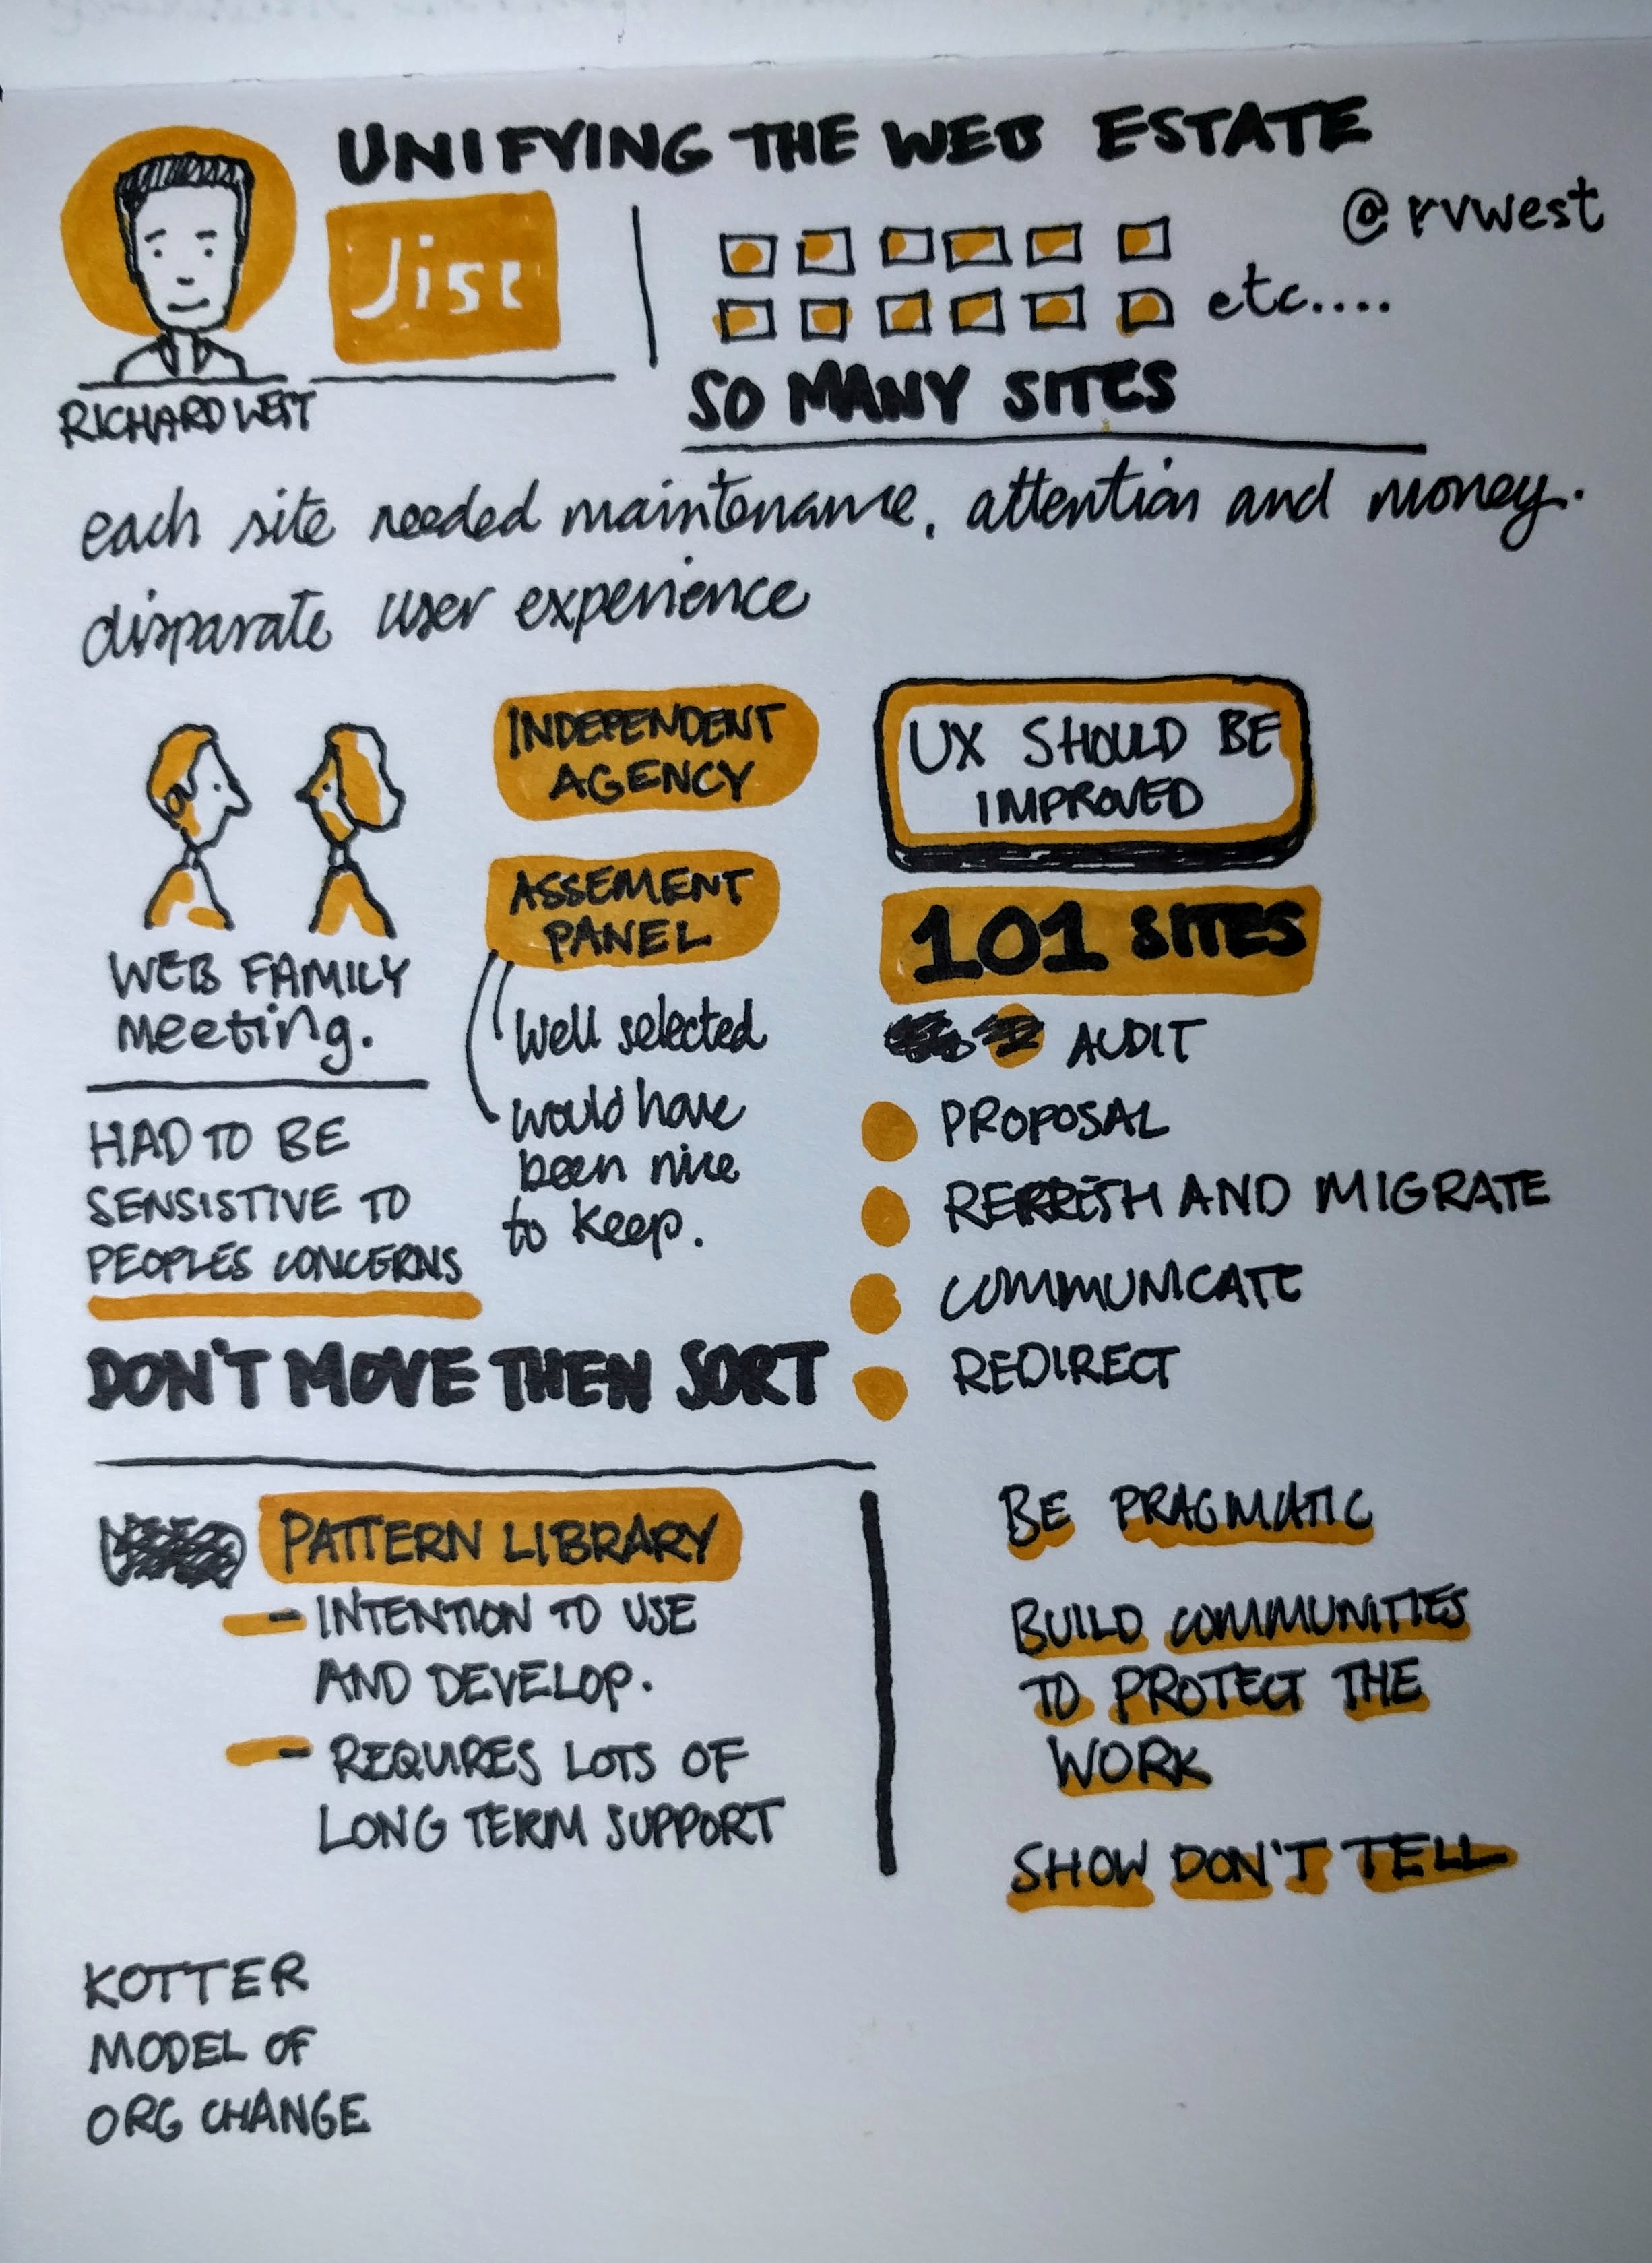 UNIFYING THE WEB ESTATE
@rvwest
Jisc
etc....
SO MANY SITES
RICHARD WEST
each site needed maintenance, attention and money.
disparate user experience
WEB FAMILY
meeting.
HAD TO BE
SENSISTIVE TO
PEOPLES CONCERNS
INDEPENDENT
AGENCY
ASSEMENT
PANEL
well selected
would have
been nice
to keep.
UX SHOULD BE
IMPROVED
101 SITES
AUDIT
PROPOSAL
AND MIGRATE
COMMUNICATE
REDIRECT
DON'T MOVE THEN SORT
PATTERN LIBRARY
- INTENTION TO USE
AND DEVELOP.
- REQUIRES LOTS OF
LONG TERM SUPPORT
BE PRAGMATIC
BUILD COMMUNITIES
TO PROTECT THE
WORK
SHOW DON'T TELL
KOTTER
MODEL OF
ORG CHANGE